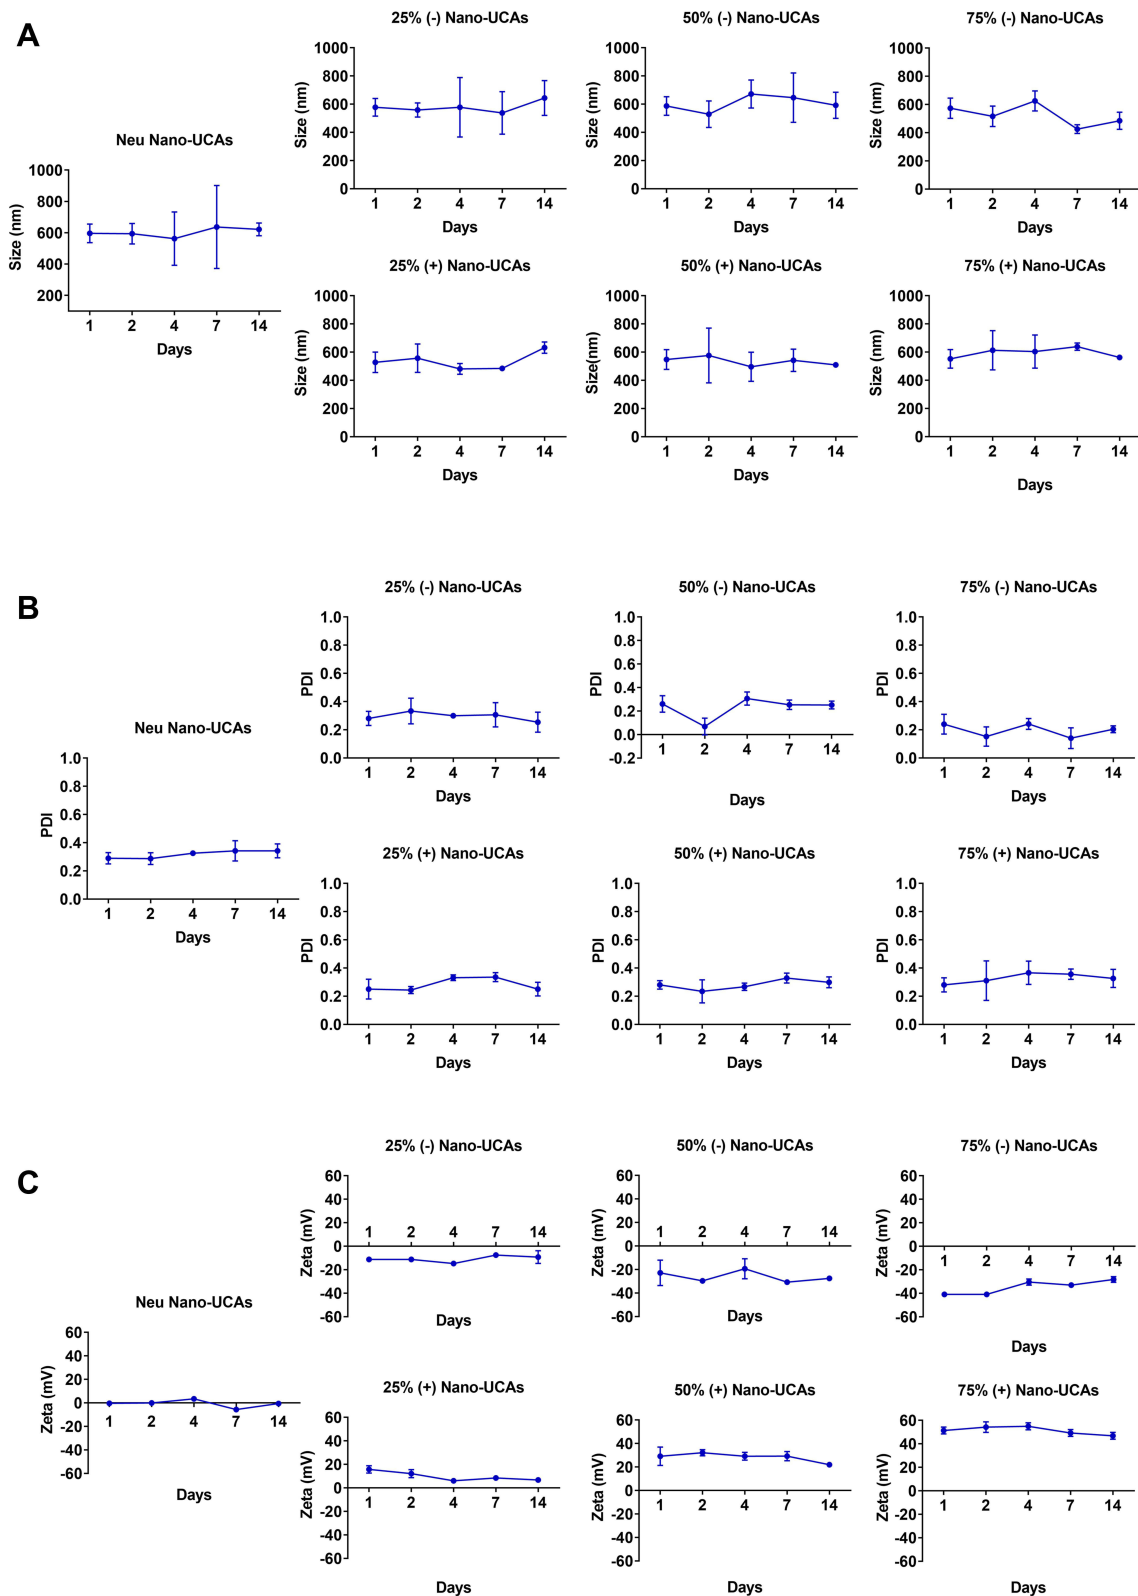 A
25% (-) Nano-UCAs
50% (-) Nano-UCAs
75% (-) Nano-UCAs
Size (nm)
1000
800
600
400
200
0
1 2 4 7 14
Days
Size (nm)
1000
800
600
400
200
0
1 2 4 7 14
Days
Size (nm)
1000
800
600
400
200
0
1 2 4 7 14
Days
Neu Nano-UCAs
Size (nm)
1000
800
600
400
200
1 2 4 7 14
Days
25% (+) Nano-UCAs
50% (+) Nano-UCAs
75% (+) Nano-UCAs
Size (nm)
1000
800
600
400
200
0
1 2 4 7 14
Days
Size(nm)
1000
800
600
400
200
0
1 2 4 7 14
Days
Size (nm)
1000
800
600
400
200
0
1 2 4 7 14
Days
B
25% (-) Nano-UCAs
50% (-) Nano-UCAs
75% (-) Nano-UCAs
PDI
1.0
0.8
0.6
0.4
0.2
0.0
1 2 4 7 14
Days
PDI
1.0
0.8
0.6
0.4
0.2
0.0
-0.2
1 2 4 7 14
Days
PDI
1.0
0.8
0.6
0.4
0.2
0.0
1 2 4 7 14
Days
Neu Nano-UCAs
PDI
1.0
0.8
0.6
0.4
0.2
0.0
1 2 4 7 14
Days
25% (+) Nano-UCAs
50% (+) Nano-UCAs
75% (+) Nano-UCAs
PDI
1.0
0.8
0.6
0.4
0.2
0.0
1 2 4 7 14
Days
PDI
1.0
0.8
0.6
0.4
0.2
0.0
1 2 4 7 14
Days
PDI
1.0
0.8
0.6
0.4
0.2
0.0
1 2 4 7 14
Days
C
25% (-) Nano-UCAs
50% (-) Nano-UCAs
75% (-) Nano-UCAs
Zeta (mV)
60
40
20
0
-20
-40
-60
1 2 4 7 14
Days
Zeta (mV)
60
40
20
0
-20
-40
-60
1 2 4 7 14
Days
Zeta (mV)
60
40
20
0
-20
-40
-60
1 2 4 7 14
Days
Neu Nano-UCAs
Zeta (mV)
60
40
20
0
-20
-40
-60
1 2 4 7 14
Days
25% (+) Nano-UCAs
50% (+) Nano-UCAs
75% (+) Nano-UCAs
Zeta (mV)
60
40
20
0
-20
-40
-60
1 2 4 7 14
Days
Zeta (mV)
60
40
20
0
-20
-40
-60
1 2 4 7 14
Days
Zeta (mV)
60
40
20
0
-20
-40
-60
1 2 4 7 14
Days